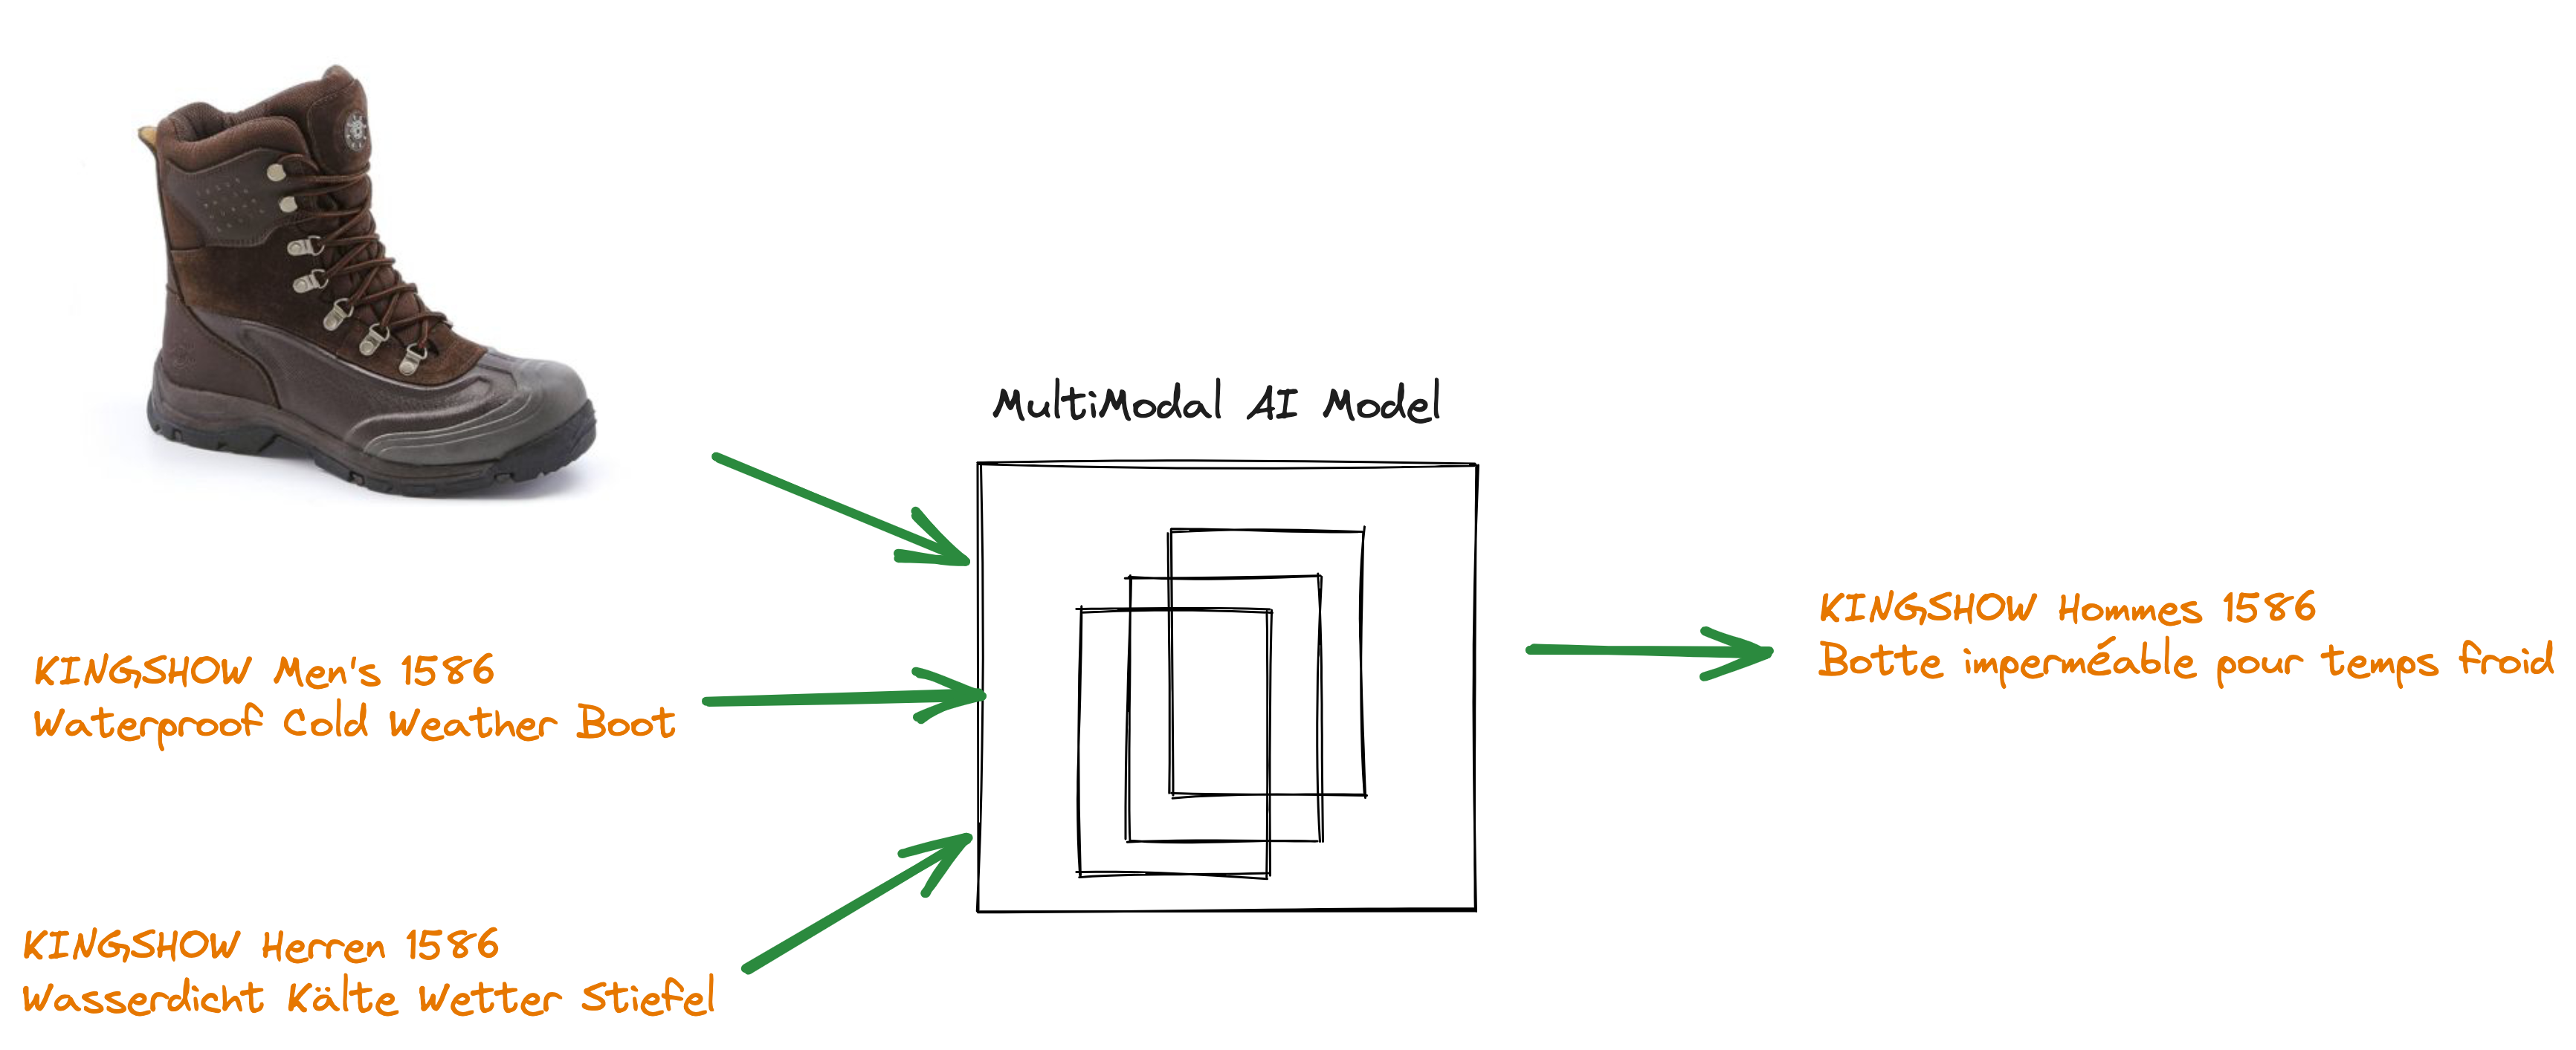 MultiModal AI Model
KINGSHOW Men's 1586
Waterproof Cold Weather Boot
KINGSHOW Herren 1586
Wasserdicht Kälte Wetter Stiefel
KINGSHOW Hommes 1586
Botte imperméable pour temps froid